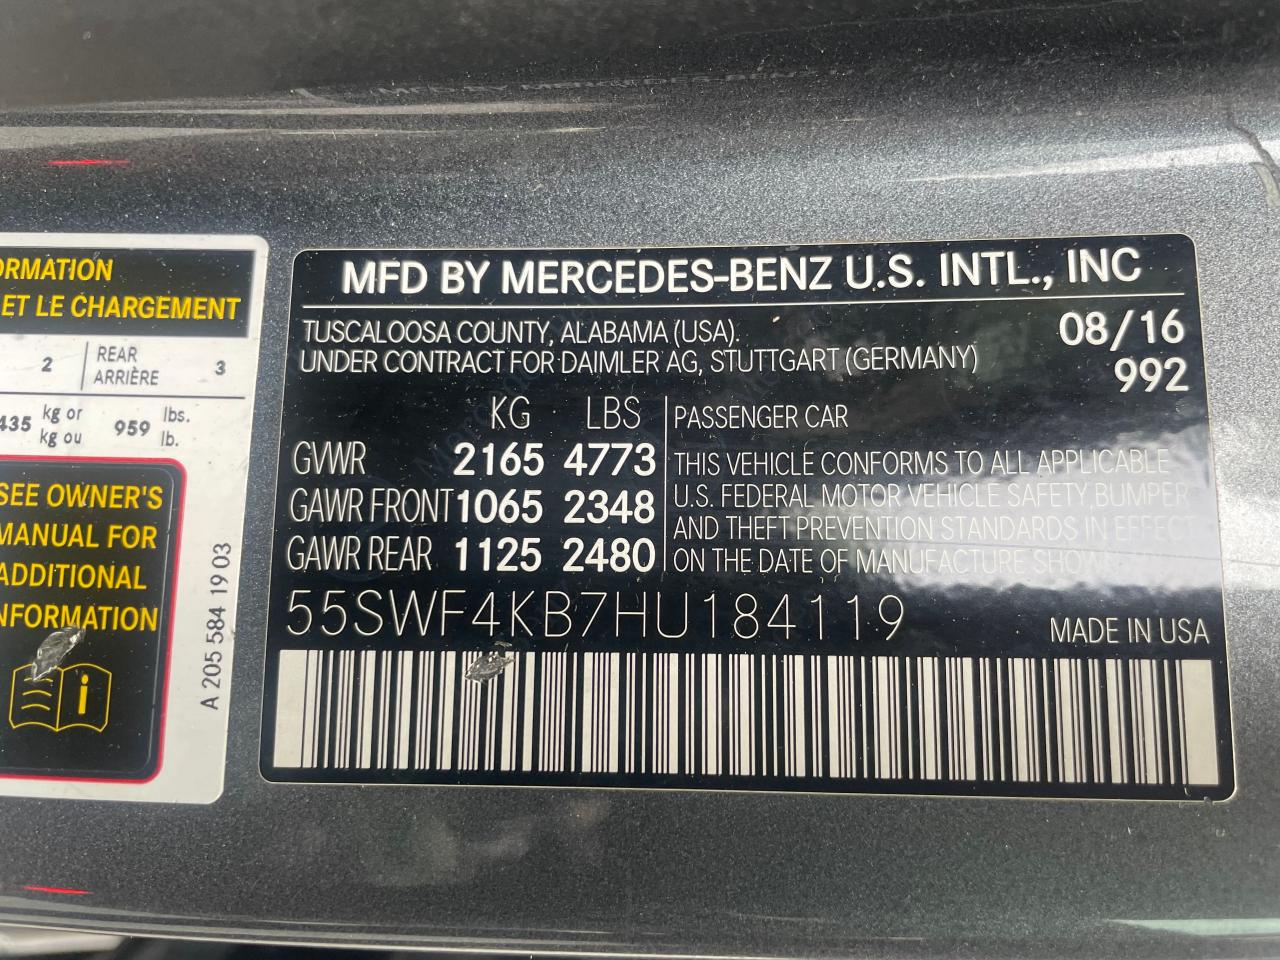 ORMATION
ET LE CHARGEMENT
2 REAR 3
ARRIÈRE
435 kg or 959 lbs.
kg ou lb.
SEE OWNER'S
MANUAL FOR
ADDITIONAL
INFORMATION
A 205 584 19 03
MFD BY MERCEDES-BENZ U.S. INTL., INC
TUSCALOOSA COUNTY, ALABAMA (USA). 08/16
UNDER CONTRACT FOR DAIMLER AG, STUTTGART (GERMANY) 992
KG LBS
GVWR 2165 4773
GAWR FRONT 1065 2348
GAWR REAR 1125 2480
PASSENGER CAR
THIS VEHICLE CONFORMS TO ALL APPLICABLE
U.S. FEDERAL MOTOR VEHICLE SAFETY, BUMPER
AND THEFT PREVENTION STANDARDS IN EFFECT
ON THE DATE OF MANUFACTURE SHOWN
55SWF4KB7HU184119
MADE IN USA